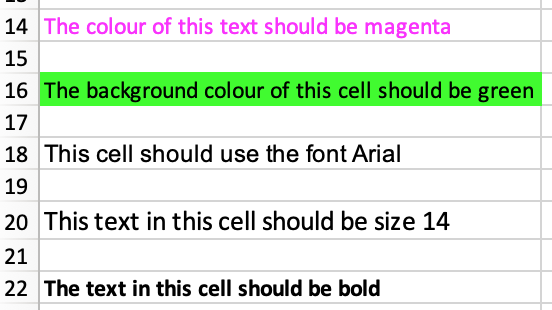 14 The colour of this text should be magenta
15
16 The background colour of this cell should be green
17
18 This cell should use the font Arial
19
20 This text in this cell should be size 14
21
22 The text in this cell should be bold